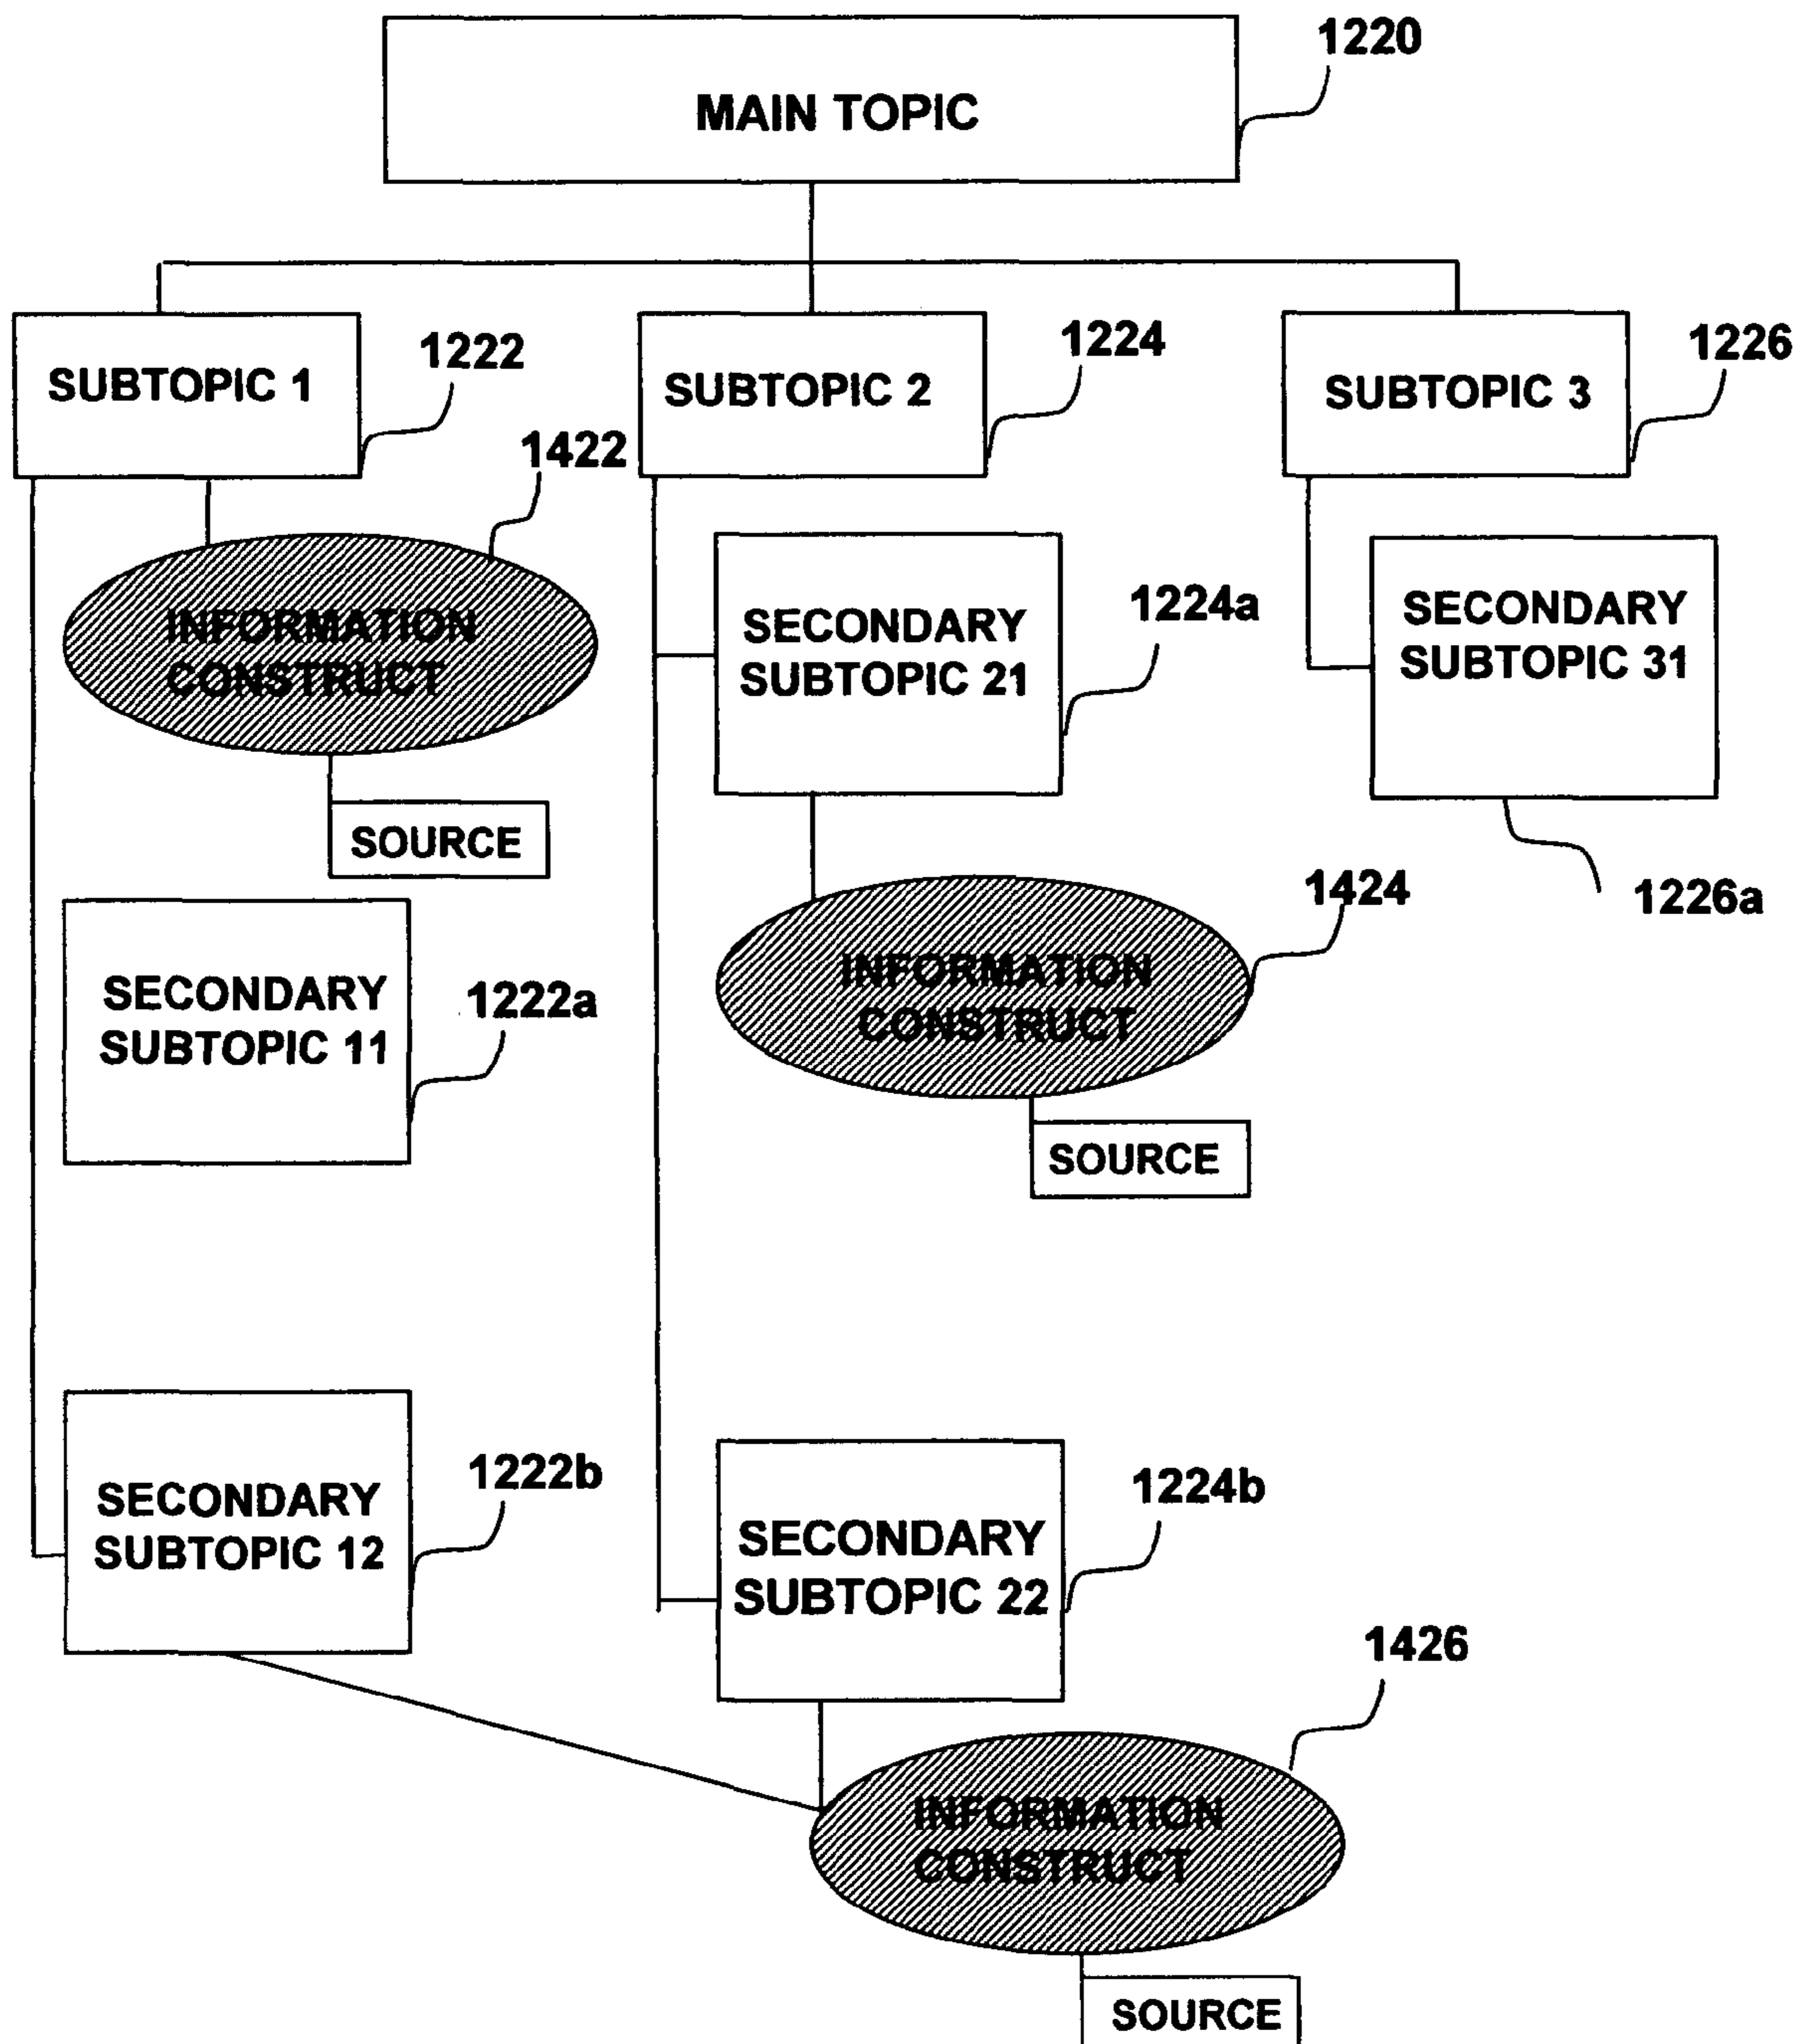 1220
MAIN TOPIC
SUBTOPIC 1
1222
SUBTOPIC 2
1224
SUBTOPIC 3
1226
1422
INFORMATION
CONSTRUCT
SOURCE
SECONDARY
SUBTOPIC 21
1224a
SECONDARY
SUBTOPIC 31
1226a
INFORMATION
CONSTRUCT
1424
SOURCE
SECONDARY
SUBTOPIC 11
1222a
SECONDARY
SUBTOPIC 12
1222b
SECONDARY
SUBTOPIC 22
1224b
1426
INFORMATION
CONSTRUCT
SOURCE